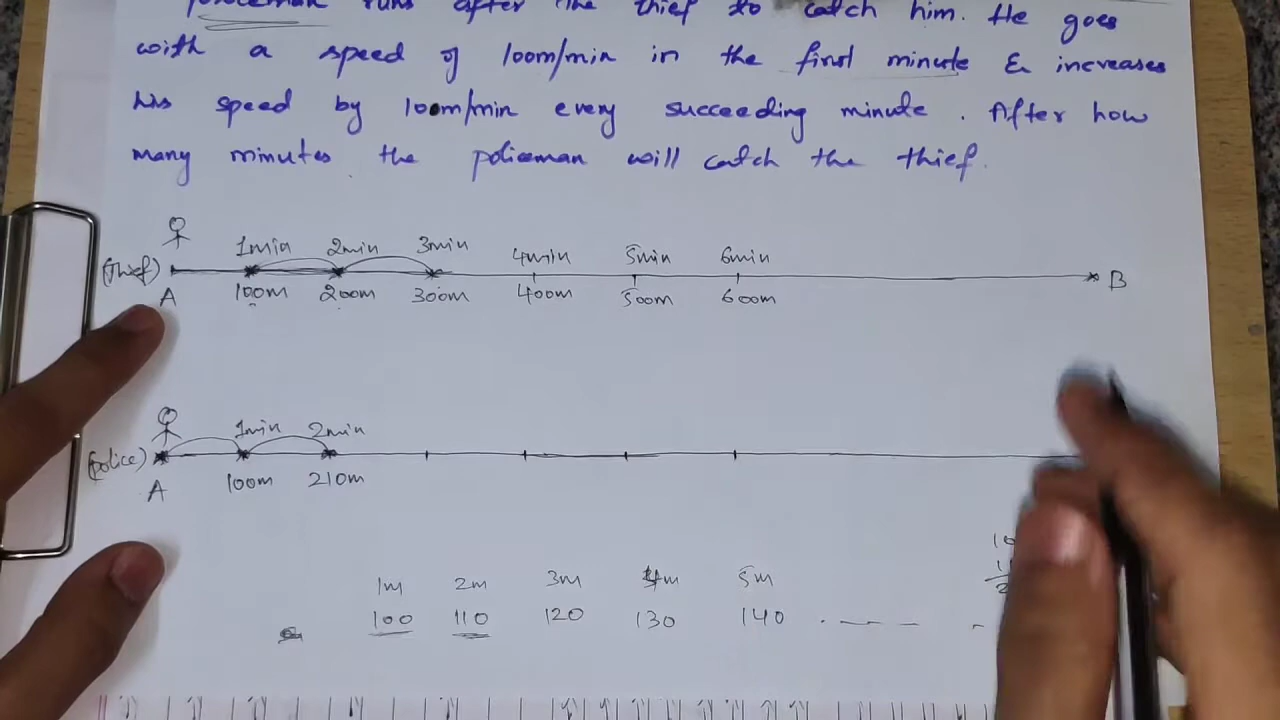 policeman runs after the thief to catch him. He goes
with a speed of 100m/min in the first minute & increases
his speed by 10m/min every succeeding minute. After how
many minutes the policeman will catch the thief.
1min 2min 3min 4min 5min 6min
(Thief)
A 100m 200m 300m 400m 500m 600m B
1min 2min
(police)
A 100m 210m
1m 2m 3m 4m 5m
100 110 120 130 140 . — — —